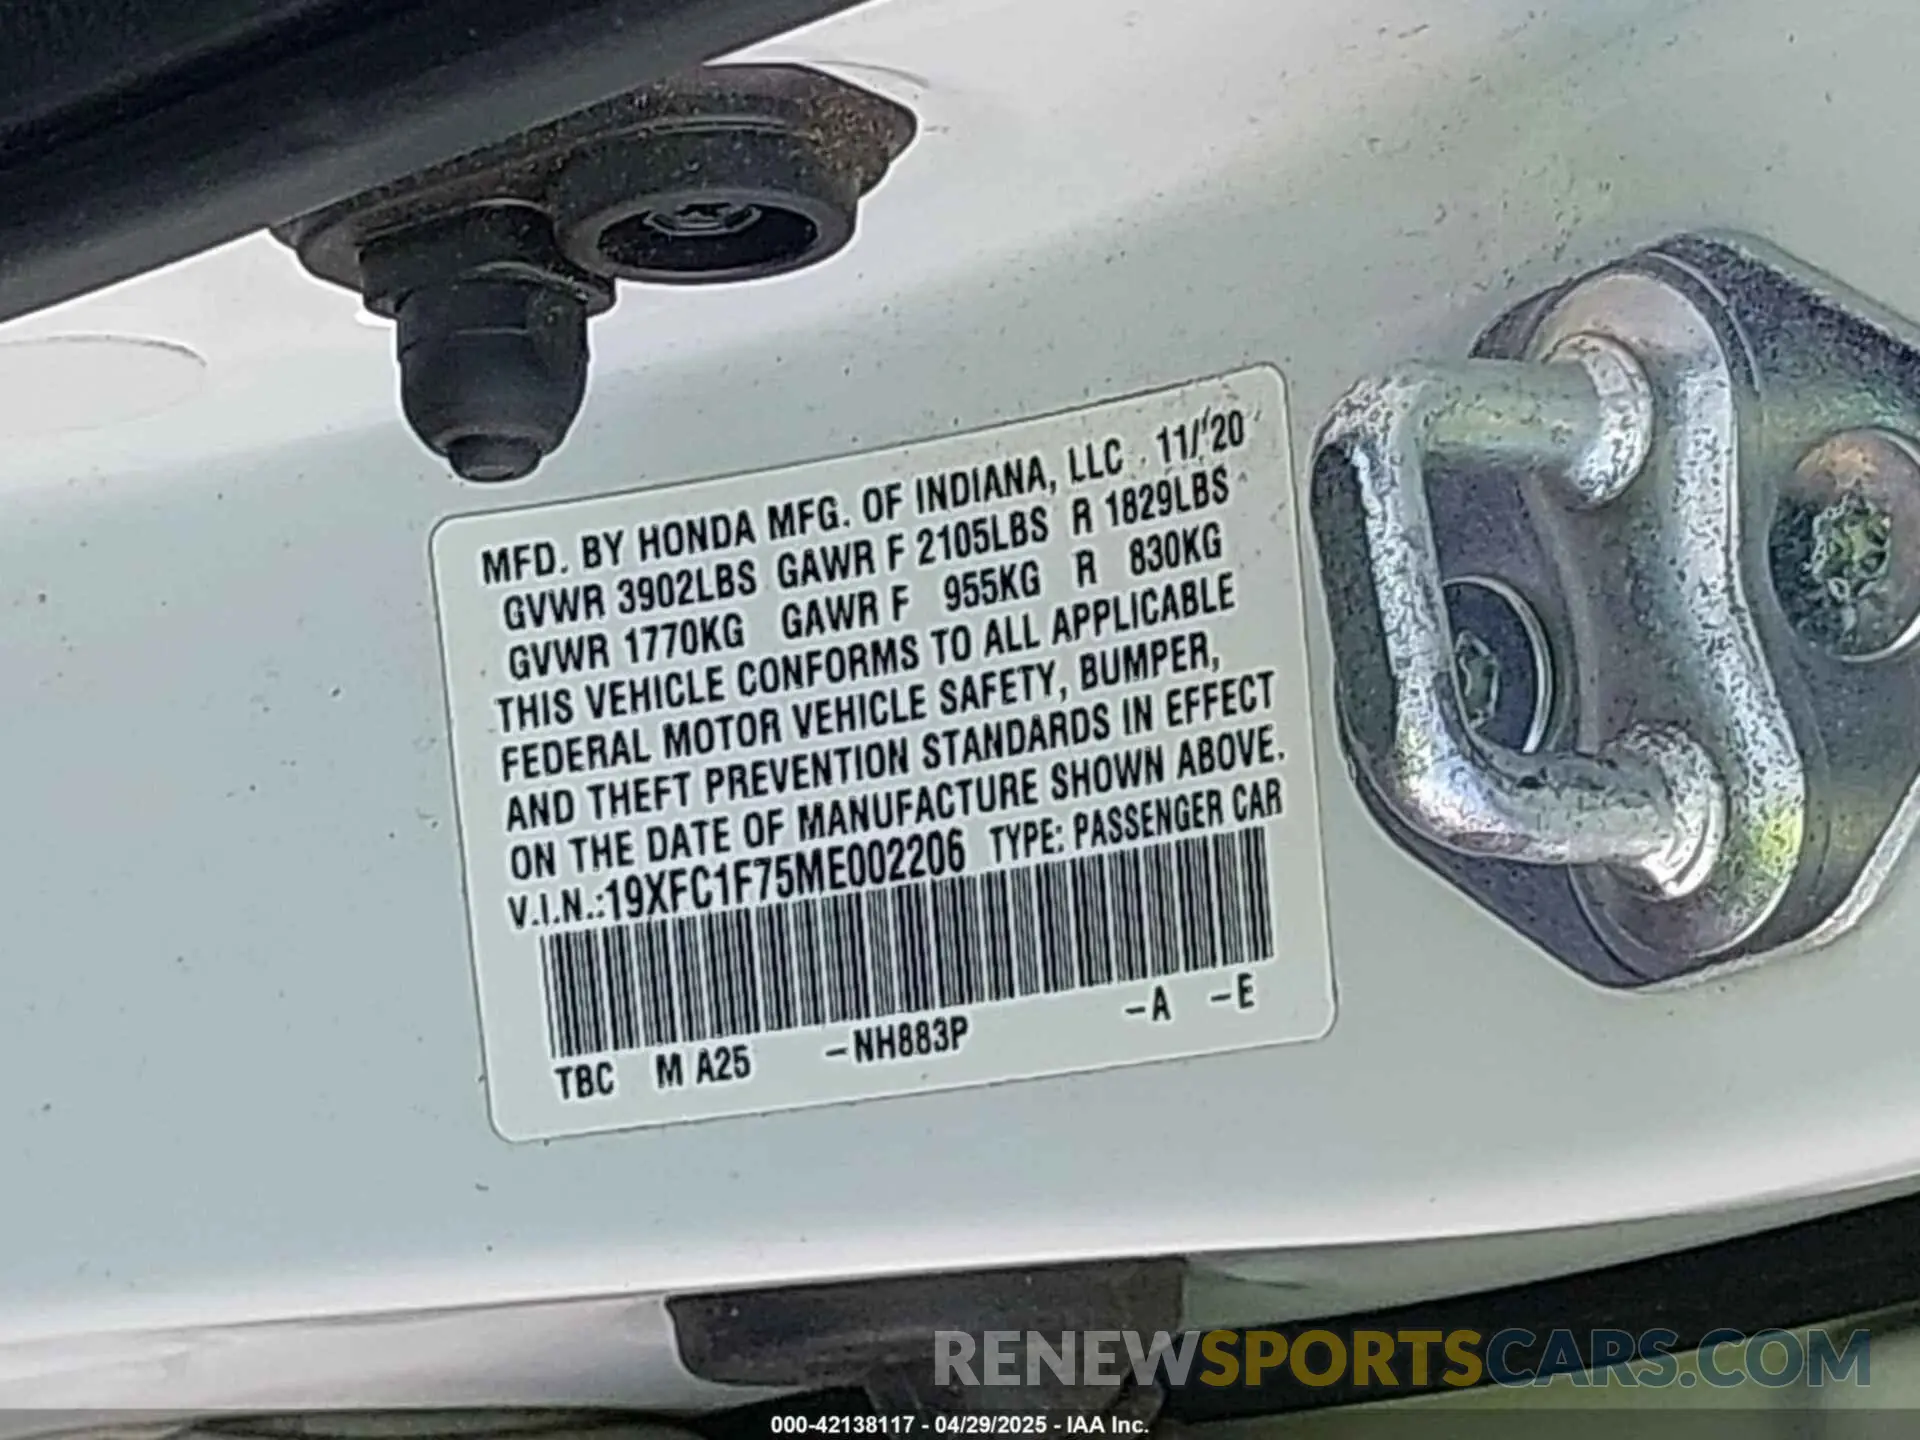 MFD. BY HONDA MFG. OF INDIANA, LLC 11/'20
GVWR 3902LBS GAWR F 2105LBS R 1829LBS
GVWR 1770KG GAWR F 955KG R 830KG
THIS VEHICLE CONFORMS TO ALL APPLICABLE
FEDERAL MOTOR VEHICLE SAFETY, BUMPER,
AND THEFT PREVENTION STANDARDS IN EFFECT
ON THE DATE OF MANUFACTURE SHOWN ABOVE.
V.I.N.:19XFC1F75ME002206 TYPE: PASSENGER CAR
TBC M A25 -NH883P -A -E
RENEWSPORTSCARS.COM
000-42138117 - 04/29/2025 - IAA Inc.